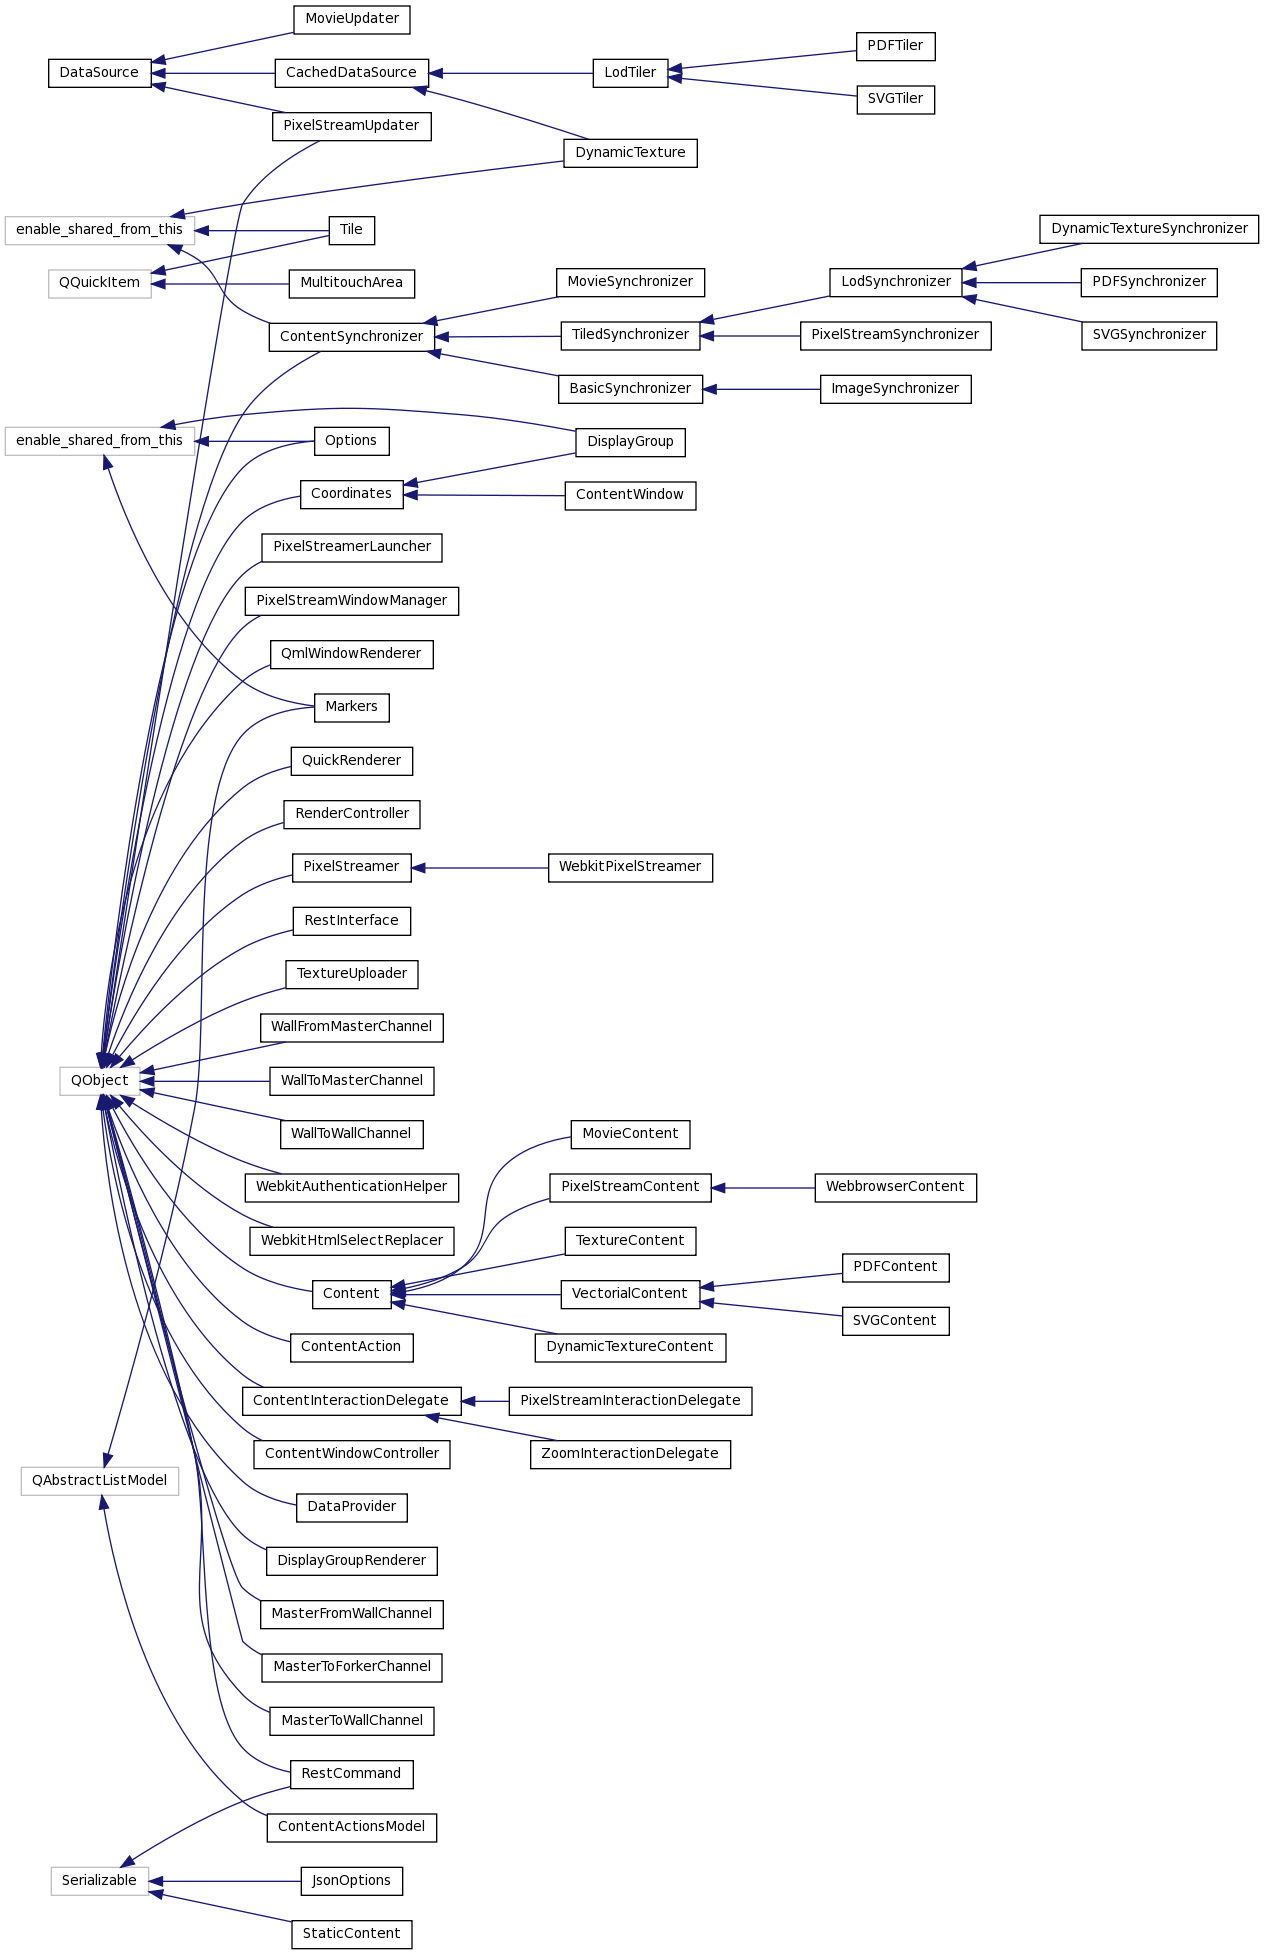 MovieUpdater
DataSource
CachedDataSource
LodTiler
PDFTiler
SVGTiler
PixelStreamUpdater
DynamicTexture
enable_shared_from_this
Tile
QQuickItem
MultitouchArea
ContentSynchronizer
MovieSynchronizer
TiledSynchronizer
BasicSynchronizer
LodSynchronizer
PixelStreamSynchronizer
ImageSynchronizer
DynamicTextureSynchronizer
PDFSynchronizer
SVGSynchronizer
enable_shared_from_this
Options
DisplayGroup
Coordinates
ContentWindow
PixelStreamerLauncher
PixelStreamWindowManager
QmlWindowRenderer
Markers
QuickRenderer
RenderController
PixelStreamer
WebkitPixelStreamer
RestInterface
TextureUploader
WallFromMasterChannel
QObject
WallToMasterChannel
WallToWallChannel
WebkitAuthenticationHelper
WebkitHtmlSelectReplacer
Content
MovieContent
PixelStreamContent
WebbrowserContent
TextureContent
VectorialContent
PDFContent
SVGContent
DynamicTextureContent
ContentAction
ContentInteractionDelegate
PixelStreamInteractionDelegate
ZoomInteractionDelegate
ContentWindowController
QAbstractListModel
DataProvider
DisplayGroupRenderer
MasterFromWallChannel
MasterToForkerChannel
MasterToWallChannel
RestCommand
ContentActionsModel
Serializable
JsonOptions
StaticContent